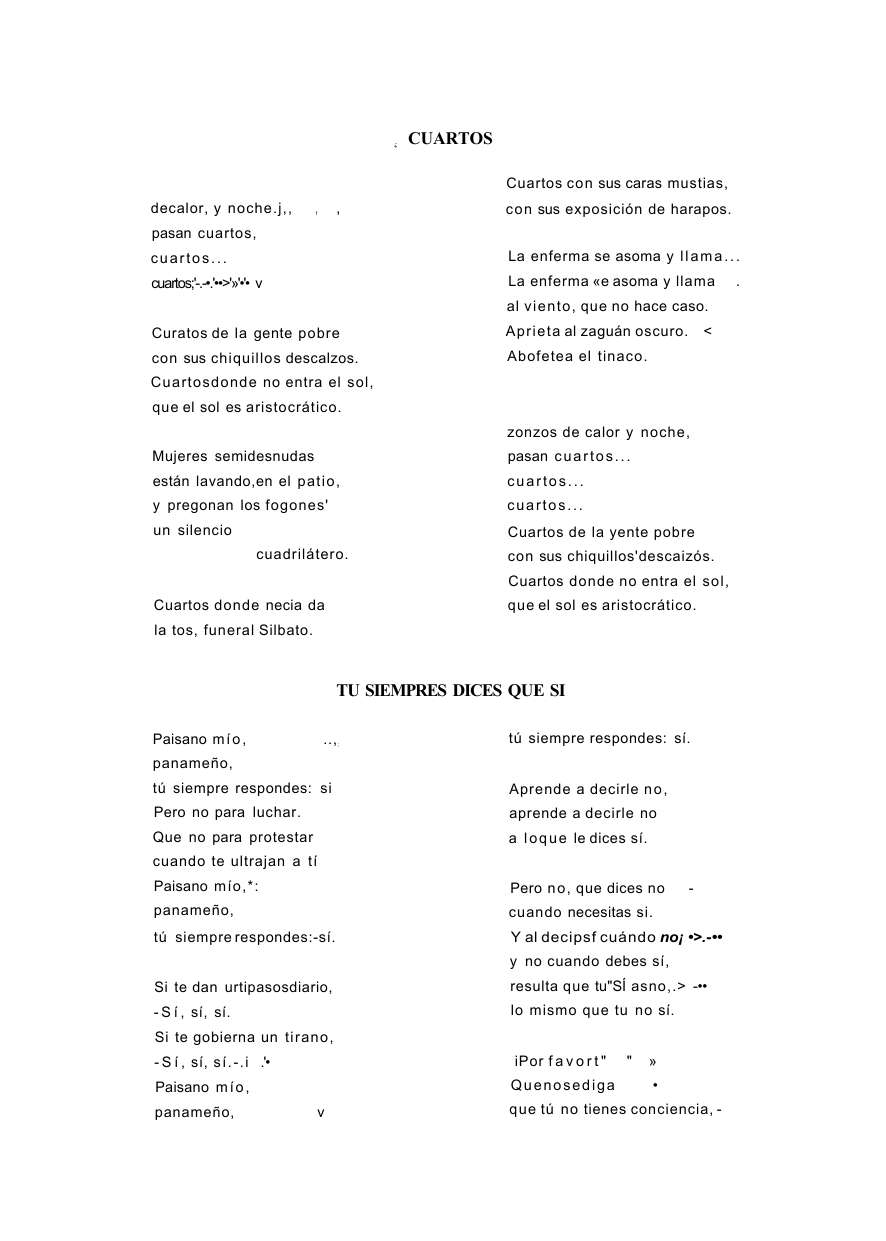 CUARTOS
decalor, y noche.j,, , ,
pasan cuartos,
cuartos...
cuartos;'-.-•.'••>'»'•'• v
Curatos de la gente pobre
con sus chiquillos descalzos.
Cuartosdonde no entra el sol,
que el sol es aristocrático.
Mujeres semidesnudas
están lavando,en el patio,
y pregonan los fogones'
un silencio
cuadrilátero.
Cuartos donde necia da
la tos, funeral Silbato.
Cuartos con sus caras mustias,
con sus exposición de harapos.
La enferma se asoma y llama...
La enferma «e asoma y llama .
al viento, que no hace caso.
Aprieta al zaguán oscuro. <
Abofetea el tinaco.
zonzos de calor y noche,
pasan cuartos...
cuartos...
cuartos...
Cuartos de la yente pobre
con sus chiquillos'descaizós.
Cuartos donde no entra el sol,
que el sol es aristocrático.
TU SIEMPRES DICES QUE SI
Paisano mío, ..,;
panameño,
tú siempre respondes: si
Pero no para luchar.
Que no para protestar
cuando te ultrajan a tí
Paisano mío,*:
panameño,
tú siempre respondes:-sí.
Si te dan urtipasosdiario,
-Sí, sí, sí.
Si te gobierna un tirano,
-Sí, sí, sí.-.i .'•
Paisano mío,
panameño, v
tú siempre respondes: sí.
Aprende a decirle no,
aprende a decirle no
a loque le dices sí.
Pero no, que dices no -
cuando necesitas si.
Y al decipsf cuándo no¡ •>.-••
y no cuando debes sí,
resulta que tu"SÍ asno,.> -••
lo mismo que tu no sí.
iPor favort" " »
Quenosediga •
que tú no tienes conciencia, -